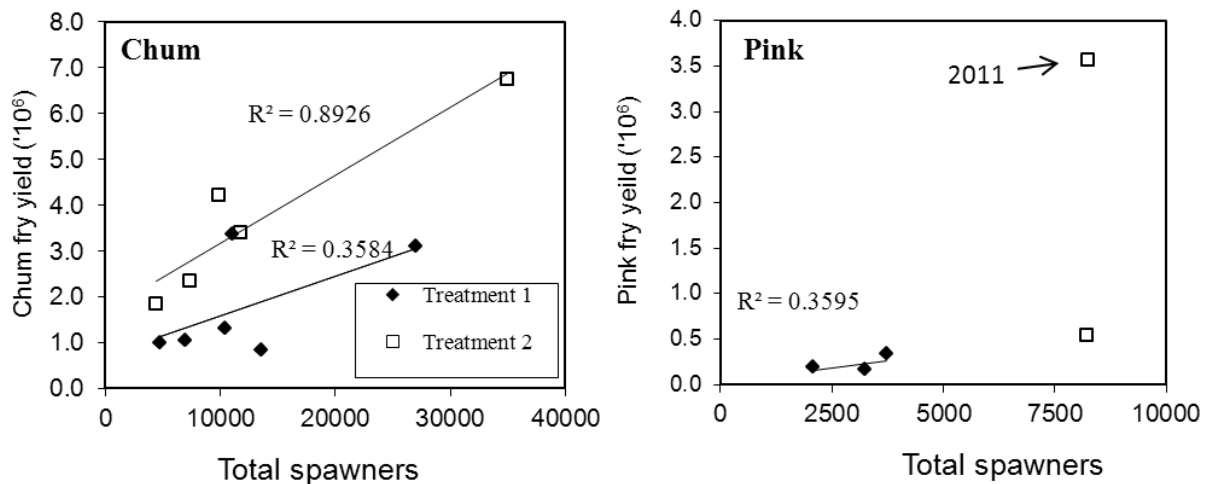 Chum
Chum fry yield ('10⁶)
8.0
7.0
6.0
5.0
4.0
3.0
2.0
1.0
0.0
R² = 0.8926
R² = 0.3584
Treatment 1
Treatment 2
0 10000 20000 30000 40000
Total spawners
Pink
Pink fry yeild ('10⁶)
4.0
3.5
3.0
2.5
2.0
1.5
1.0
0.5
0.0
2011
R² = 0.3595
0 2500 5000 7500 10000
Total spawners